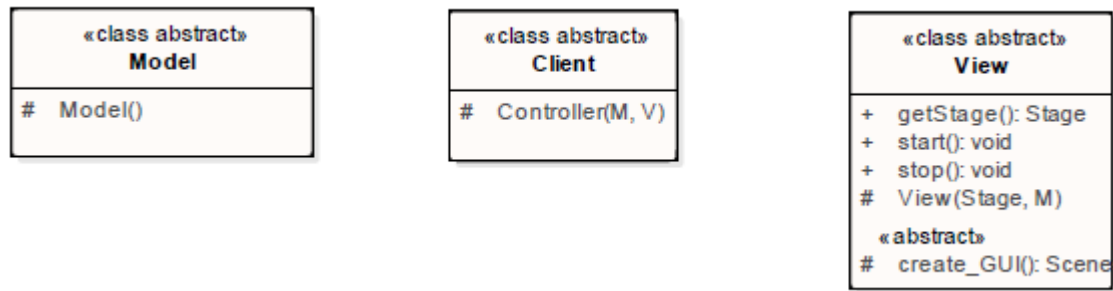 «class abstract»
Model
# Model()
«class abstract»
Client
# Controller(M, V)
«class abstract»
View
+ getStage(): Stage
+ start(): void
+ stop(): void
# View(Stage, M)
«abstract»
# create_GUI(): Scene